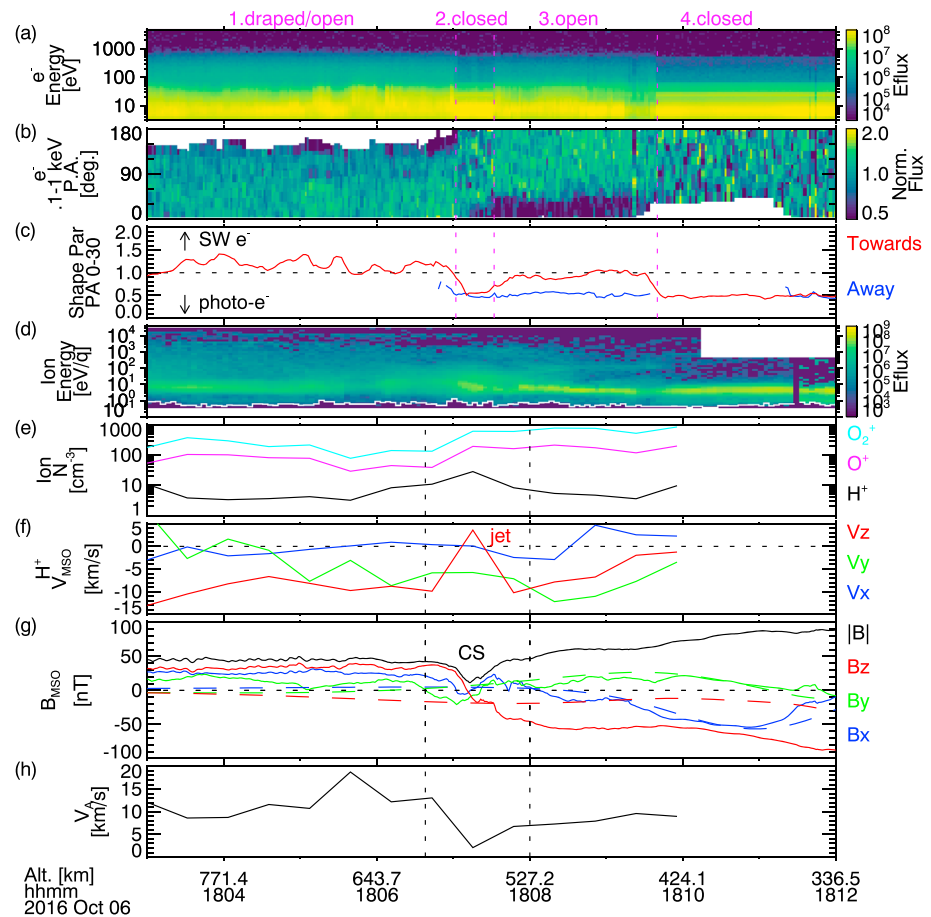 1.draped/open 2.closed 3.open 4.closed
(a)
e⁻
Energy
[eV]
1000
100
10
10⁸
10⁷
10⁶
10⁵
10⁴
Eflux
(b)
e⁻
.1-1 keV
P. A.
[deg.]
180
90
0
2.0
1.0
0.5
Norm.
Flux
(c)
Shape Par
PA 0-30
2.0
1.5
1.0
0.5
0.0
↑ SW e⁻
↓ photo-e⁻
Towards
Away
(d)
Ion
Energy
[eV/q]
10⁴
10³
10²
10¹
10⁰
10⁹
10⁸
10⁷
10⁶
10⁵
10⁴
10³
Eflux
(e)
Ion
N
[cm⁻³]
1000
100
10
1
O₂⁺
O⁺
H⁺
(f)
H⁺
V_MSO
[km/s]
5
0
-5
-10
-15
jet
Vz
Vy
Vx
(g)
B_MSO
[nT]
100
50
0
-50
-100
CS
|B|
Bz
By
Bx
(h)
V_A
[km/s]
20
15
10
5
0
Alt. [km] 771.4 643.7 527.2 424.1 336.5
hhmm 1804 1806 1808 1810 1812
2016 Oct 06